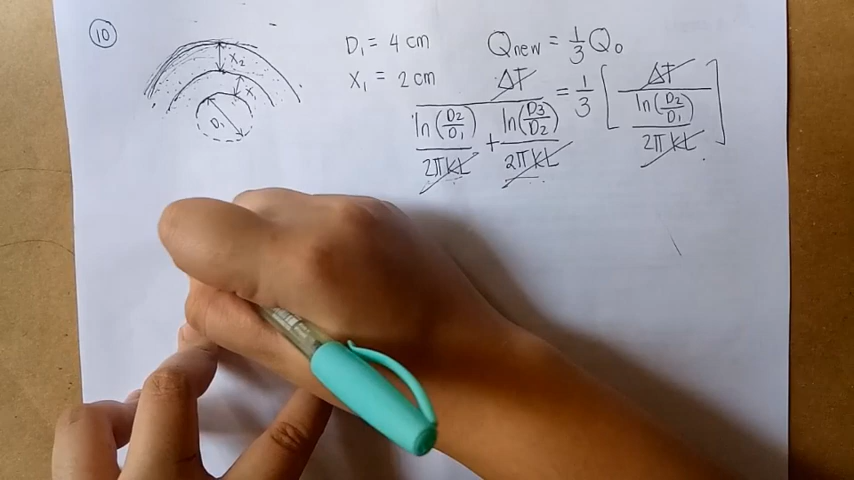 10
D₁ = 4 cm
X₁ = 2 cm
X₂
X₁
D₁
Qnew = 1/3 Q₀
ΔT / [ ln(D2/D1) / 2πkL + ln(D3/D2) / 2πkL ] = 1/3 [ ΔT / ( ln(D2/D1) / 2πkL ) ]